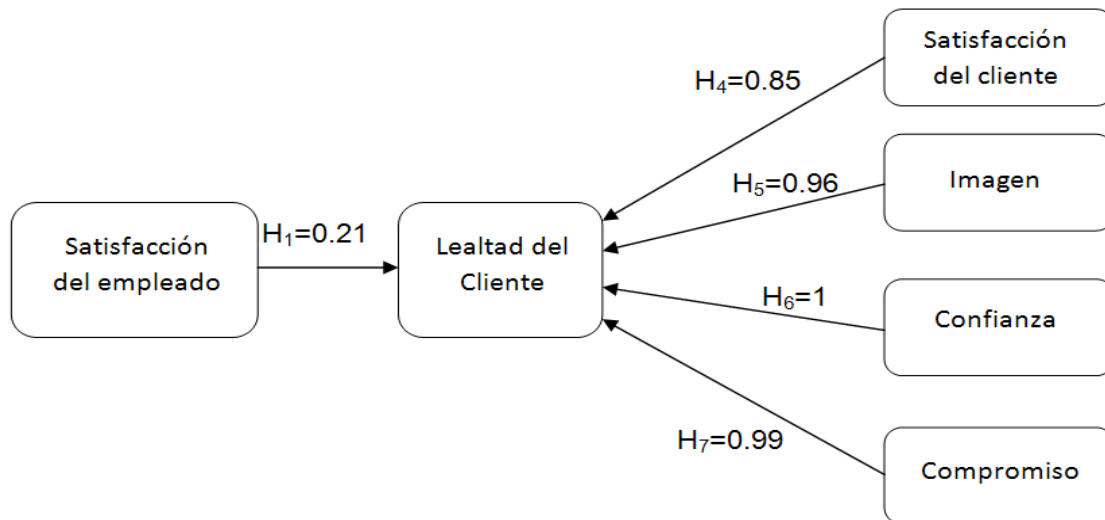 Satisfacción
del cliente
H₄=0.85
Imagen
H₅=0.96
Satisfacción
del empleado
H₁=0.21
Lealtad del
Cliente
H₆=1
Confianza
H₇=0.99
Compromiso